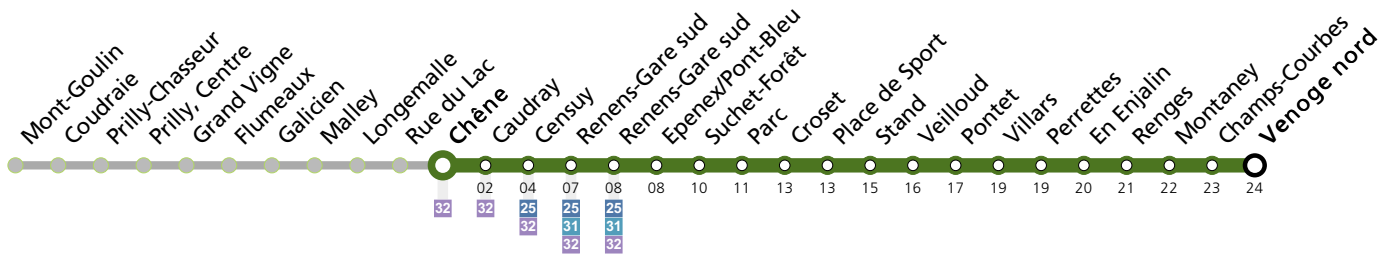 Mont-Goulin
Coudraie
Prilly-Chasseur
Prilly, Centre
Grand Vigne
Flumeaux
Galicien
Malley
Longemalle
Rue du Lac
Chêne
Caudray
Censuy
Renens-Gare sud
Renens-Gare sud
Epenex/Pont-Bleu
Suchet-Forêt
Parc
Croset
Place de Sport
Stand
Veilloud
Pontet
Villars
Perrettes
En Enjalin
Renges
Montaney
Champs-Courbes
Venoge nord
02 04 07 08 08 10 11 13 13 15 16 17 19 19 20 21 22 23 24
32 32 25 25 25
32 31 31
32 32